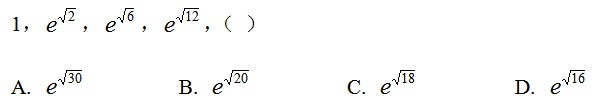 1，e^{√2}，e^{√6}，e^{√12}，（ ）
A. e^{√30} B. e^{√20} C. e^{√18} D. e^{√16}